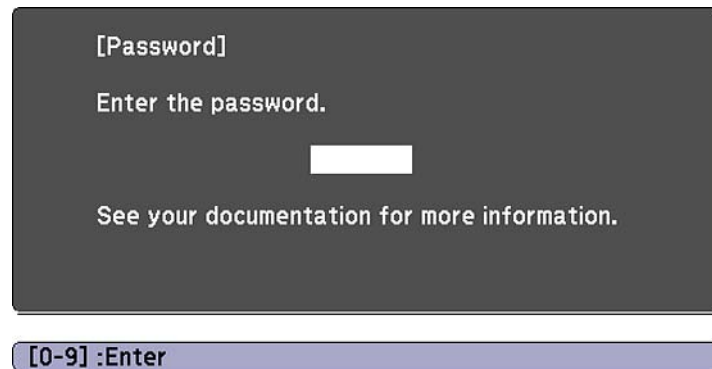 [Password]
Enter the password.
See your documentation for more information.
[0-9] :Enter